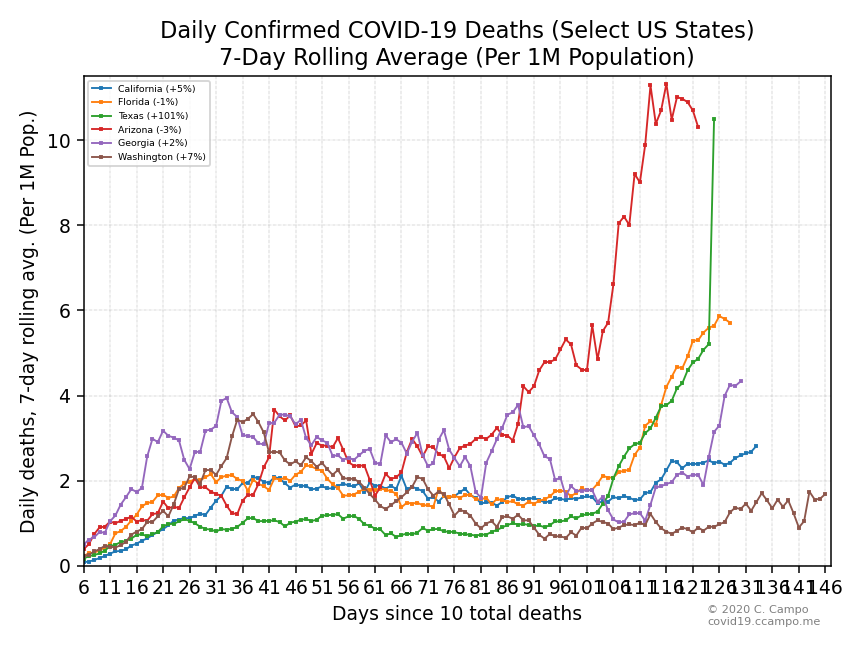 Daily Confirmed COVID-19 Deaths (Select US States)
7-Day Rolling Average (Per 1M Population)
Daily deaths, 7-day rolling avg. (Per 1M Pop.)
California (+5%)
Florida (-1%)
Texas (+101%)
Arizona (-3%)
Georgia (+2%)
Washington (+7%)
10
8
6
4
2
0
6 11 16 21 26 31 36 41 46 51 56 61 66 71 76 81 86 91 96 101 106 111 116 121 126 131 136 141 146
Days since 10 total deaths
© 2020 C. Campo
covid19.ccampo.me